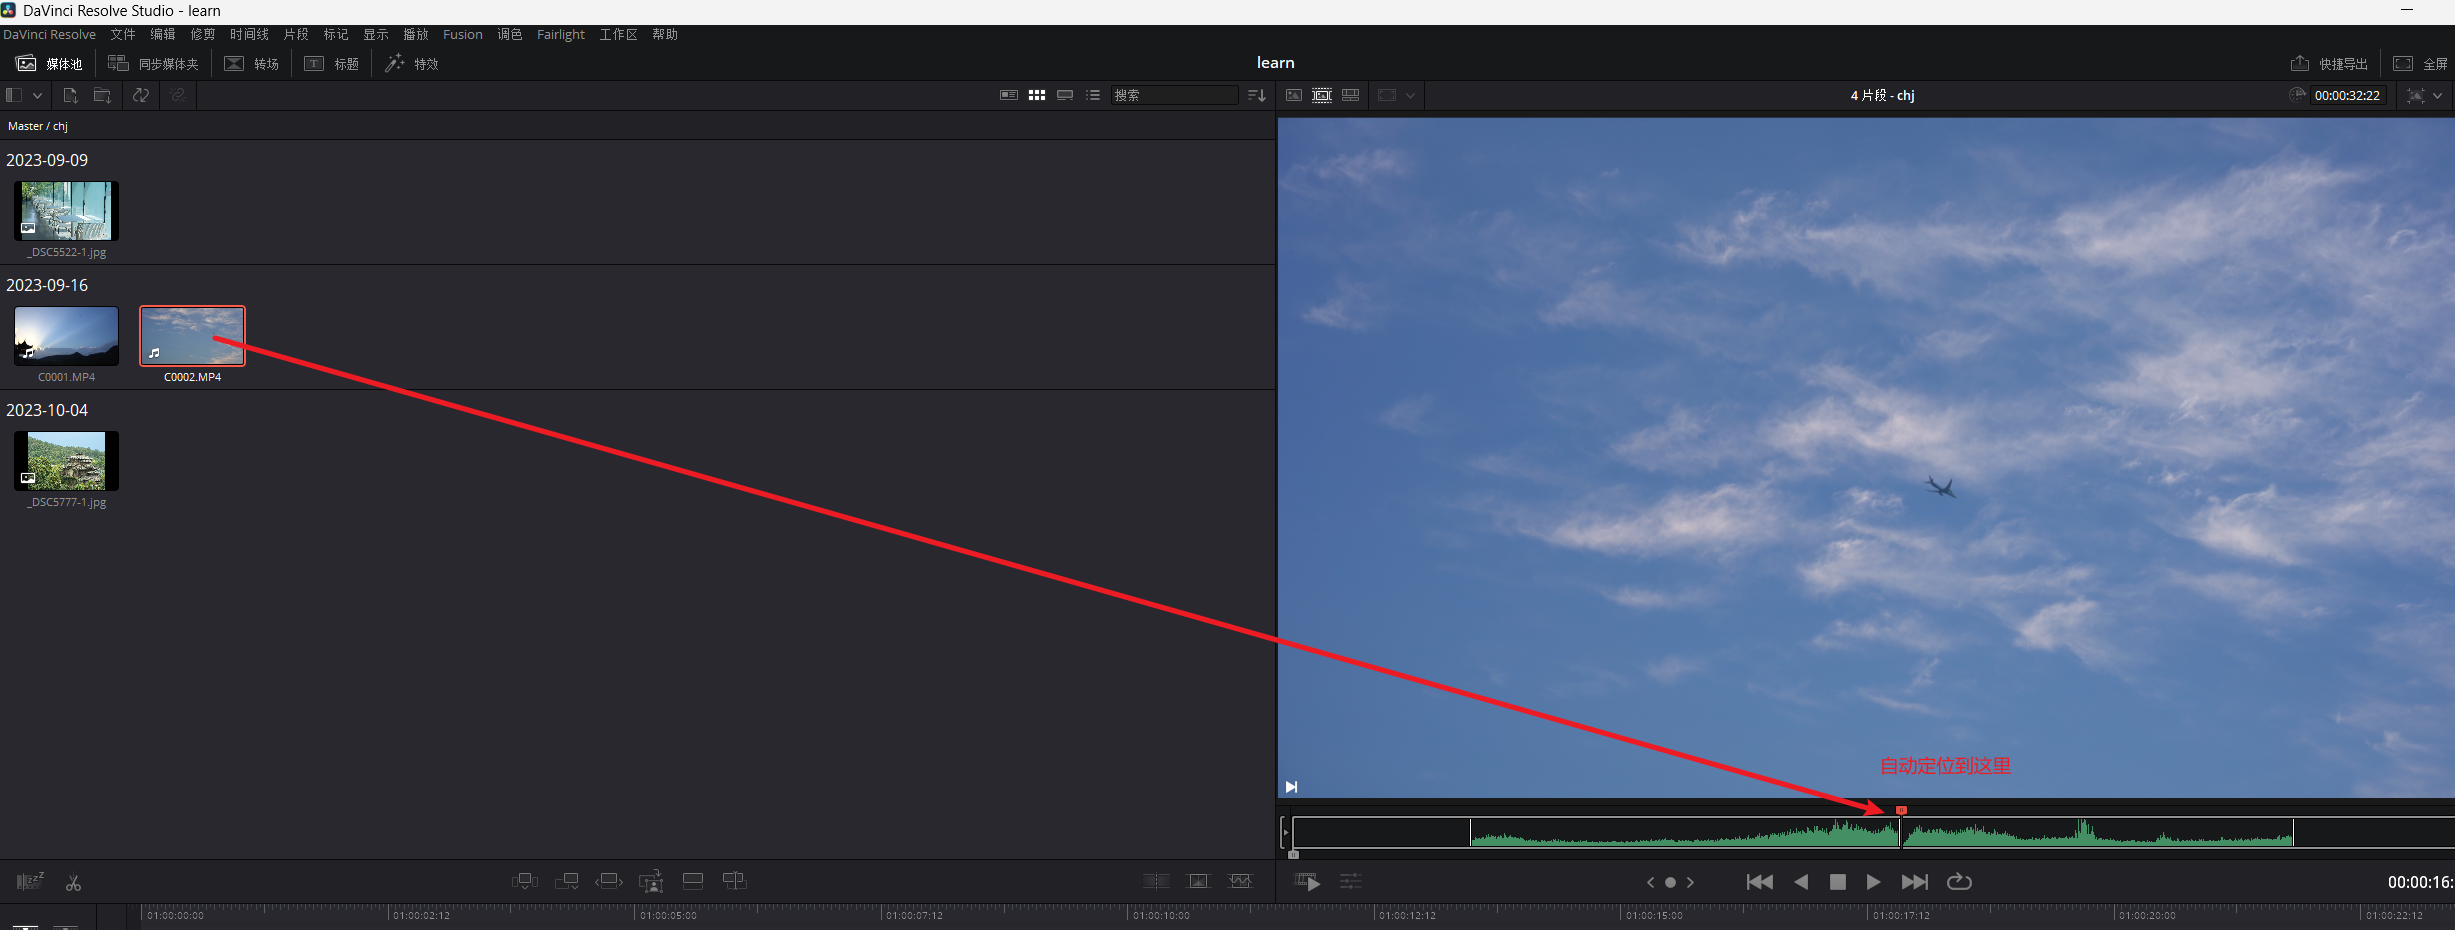 DaVinci Resolve Studio - learn
DaVinci Resolve 文件 编辑 修剪 时间线 片段 标记 显示 播放 Fusion 调色 Fairlight 工作区 帮助
媒体池 同步媒体夹 转场 T 标题 特效 learn 快捷导出 全屏
搜索 4 片段 - chj 00:00:32:22
Master / chj
2023-09-09
_DSC5522-1.jpg
2023-09-16
C0001.MP4 C0002.MP4
2023-10-04
_DSC5777-1.jpg
自动定位到这里
zzZ 00:00:16:
01:00:00:00 01:00:02:12 01:00:05:00 01:00:07:12 01:00:10:00 01:00:12:12 01:00:15:00 01:00:17:12 01:00:20:00 01:00:22:12